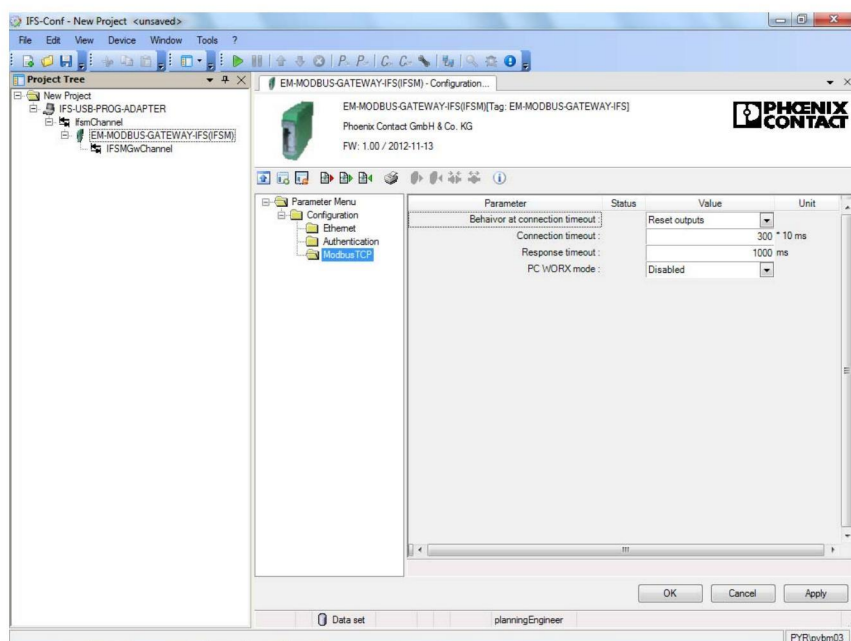 IFS-Conf - New Project <unsaved>
File Edit View Device Window Tools ?
Project Tree
New Project
IFS-USB-PROG-ADAPTER
IfsmChannel
EM-MODBUS-GATEWAY-IFS(IFSM)
IFSMGwChannel
EM-MODBUS-GATEWAY-IFS(IFSM) - Configuration...
EM-MODBUS-GATEWAY-IFS(IFSM)[Tag: EM-MODBUS-GATEWAY-IFS]
Phoenix Contact GmbH & Co. KG
FW: 1.00 / 2012-11-13
PHŒNIX
CONTACT
Parameter Menu
Configuration
Ethernet
Authentication
ModbusTCP
Parameter Status Value Unit
Behaivor at connection timeout : Reset outputs
Connection timeout : 300 * 10 ms
Response timeout : 1000 ms
PC WORX mode : Disabled
OK Cancel Apply
Data set planningEngineer
PYR\pybm03